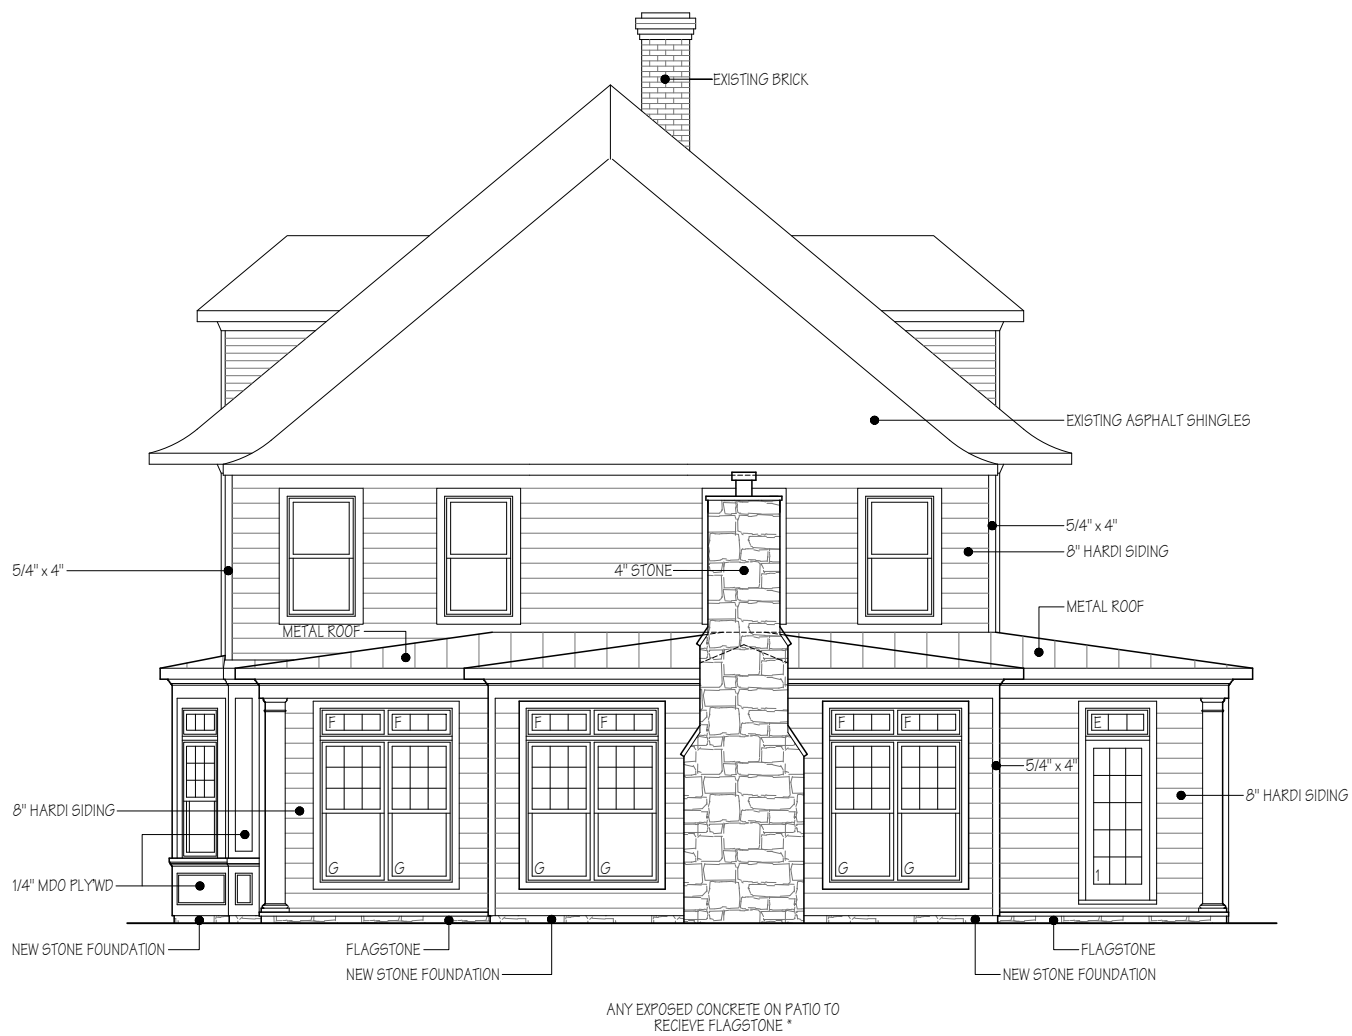 EXISTING BRICK
EXISTING ASPHALT SHINGLES
5/4" x 4"
8" HARDI SIDING
5/4" x 4"
4" STONE
METAL ROOF
METAL ROOF
F F F F F F E
5/4" x 4"
8" HARDI SIDING
8" HARDI SIDING
G G G G G G 1
1/4" MDO PLY'WD
NEW STONE FOUNDATION
FLAGSTONE
FLAGSTONE
NEW STONE FOUNDATION
NEW STONE FOUNDATION
ANY EXPOSED CONCRETE ON PATIO TO
RECIEVE FLAGSTONE *